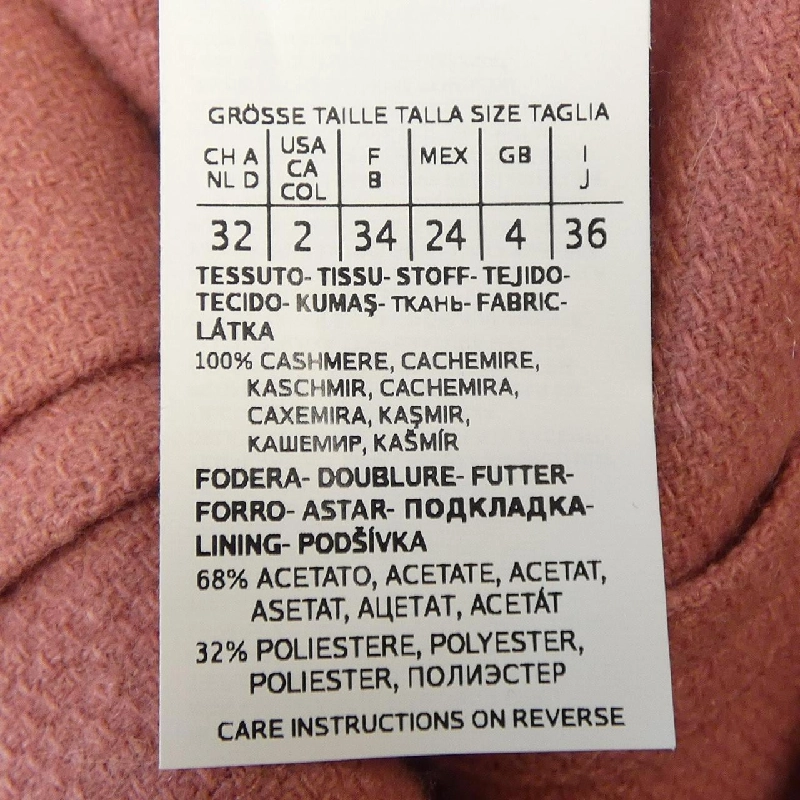 GRÖSSE TAILLE TALLA SIZE TAGLIA
CH A NL D USA CA COL F B MEX GB I J
32 2 34 24 4 36
TESSUTO- TISSU- STOFF- TEJIDO-
TECIDO- KUMAŞ- ТКАНЬ- FABRIC-
LÁTKA
100% CASHMERE, CACHEMIRE,
KASCHMIR, CACHEMIRA,
CAXEMIRA, KAŞMIR,
КАШЕМИР, KAŠMÍR
FODERA- DOUBLURE- FUTTER-
FORRO- ASTAR- ПОДКЛАДКА-
LINING- PODŠÍVKA
68% ACETATO, ACETATE, ACETAT,
ASETAT, АЦЕТАТ, ACETÁT
32% POLIESTERE, POLYESTER,
POLIESTER, ПОЛИЭСТЕР
CARE INSTRUCTIONS ON REVERSE